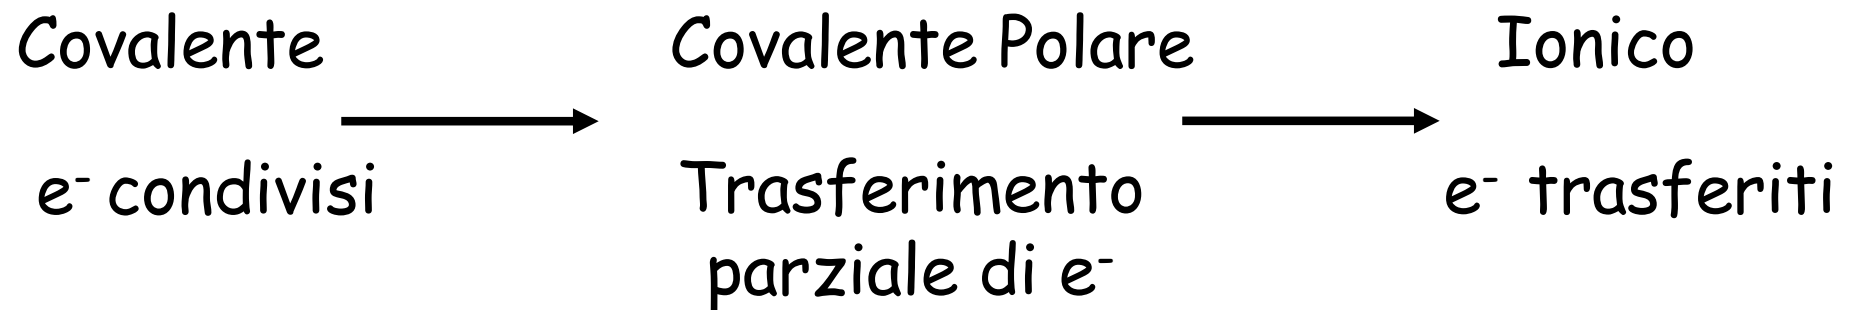 Covalente Covalente Polare Ionico
e⁻ condivisi Trasferimento e⁻ trasferiti
parziale di e⁻